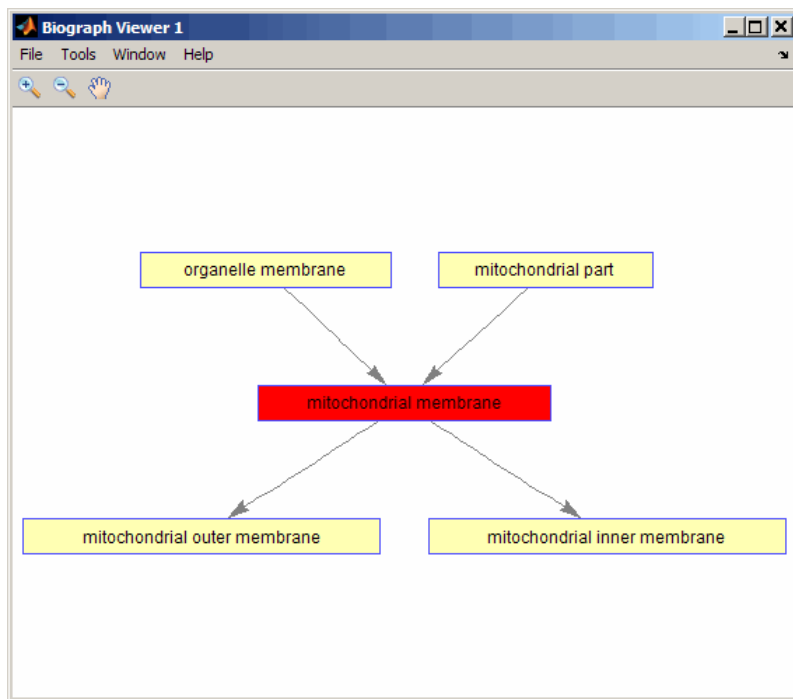 Biograph Viewer 1
File Tools Window Help
organelle membrane mitochondrial part
mitochondrial membrane
mitochondrial outer membrane mitochondrial inner membrane